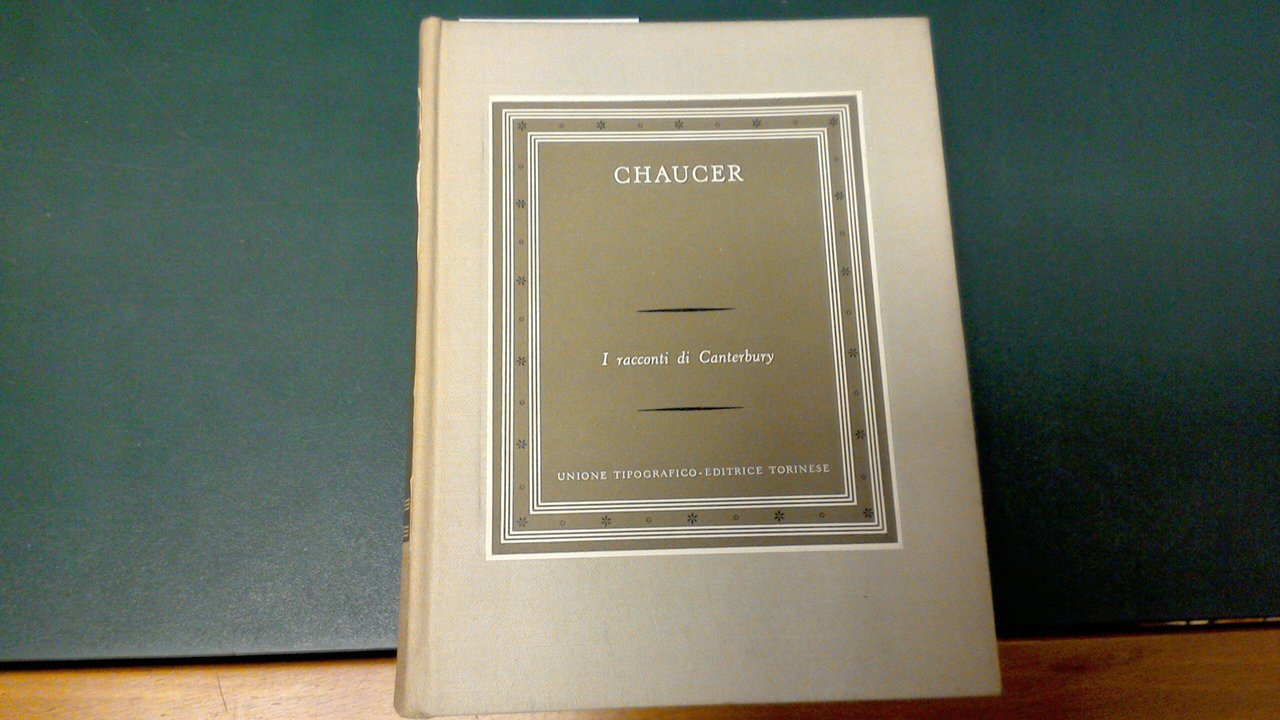 CHAUCER
I racconti di Canterbury
UNIONE TIPOGRAFICO-EDITRICE TORINESE